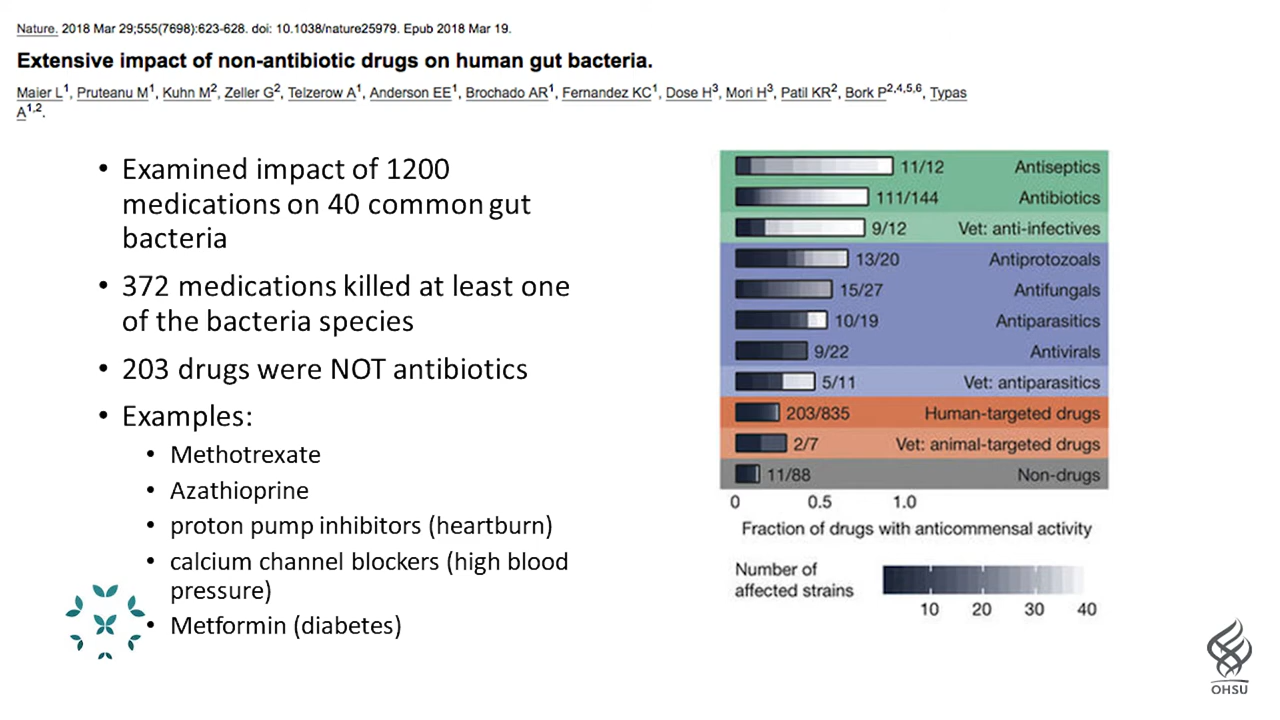 Nature. 2018 Mar 29;555(7698):623-628. doi: 10.1038/nature25979. Epub 2018 Mar 19.
Extensive impact of non-antibiotic drugs on human gut bacteria.
Maier L1, Pruteanu M1, Kuhn M2, Zeller G2, Telzerow A1, Anderson EE1, Brochado AR1, Fernandez KC1, Dose H3, Mori H3, Patil KR2, Bork P2,4,5,6, Typas
A1,2.
• Examined impact of 1200
medications on 40 common gut
bacteria
• 372 medications killed at least one
of the bacteria species
• 203 drugs were NOT antibiotics
• Examples:
• Methotrexate
• Azathioprine
• proton pump inhibitors (heartburn)
• calcium channel blockers (high blood
pressure)
• Metformin (diabetes)
11/12 Antiseptics
111/144 Antibiotics
9/12 Vet: anti-infectives
13/20 Antiprotozoals
15/27 Antifungals
10/19 Antiparasitics
9/22 Antivirals
5/11 Vet: antiparasitics
203/835 Human-targeted drugs
2/7 Vet: animal-targeted drugs
11/88 Non-drugs
0 0.5 1.0
Fraction of drugs with anticommensal activity
Number of
affected strains
10 20 30 40
OHSU